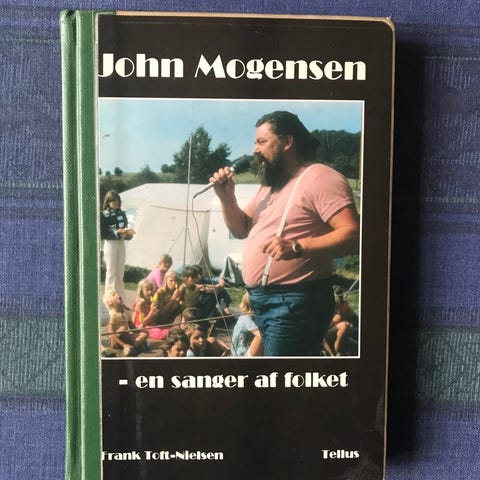 John Mogensen
- en sanger af folket
Frank Toft-Nielsen Tellus